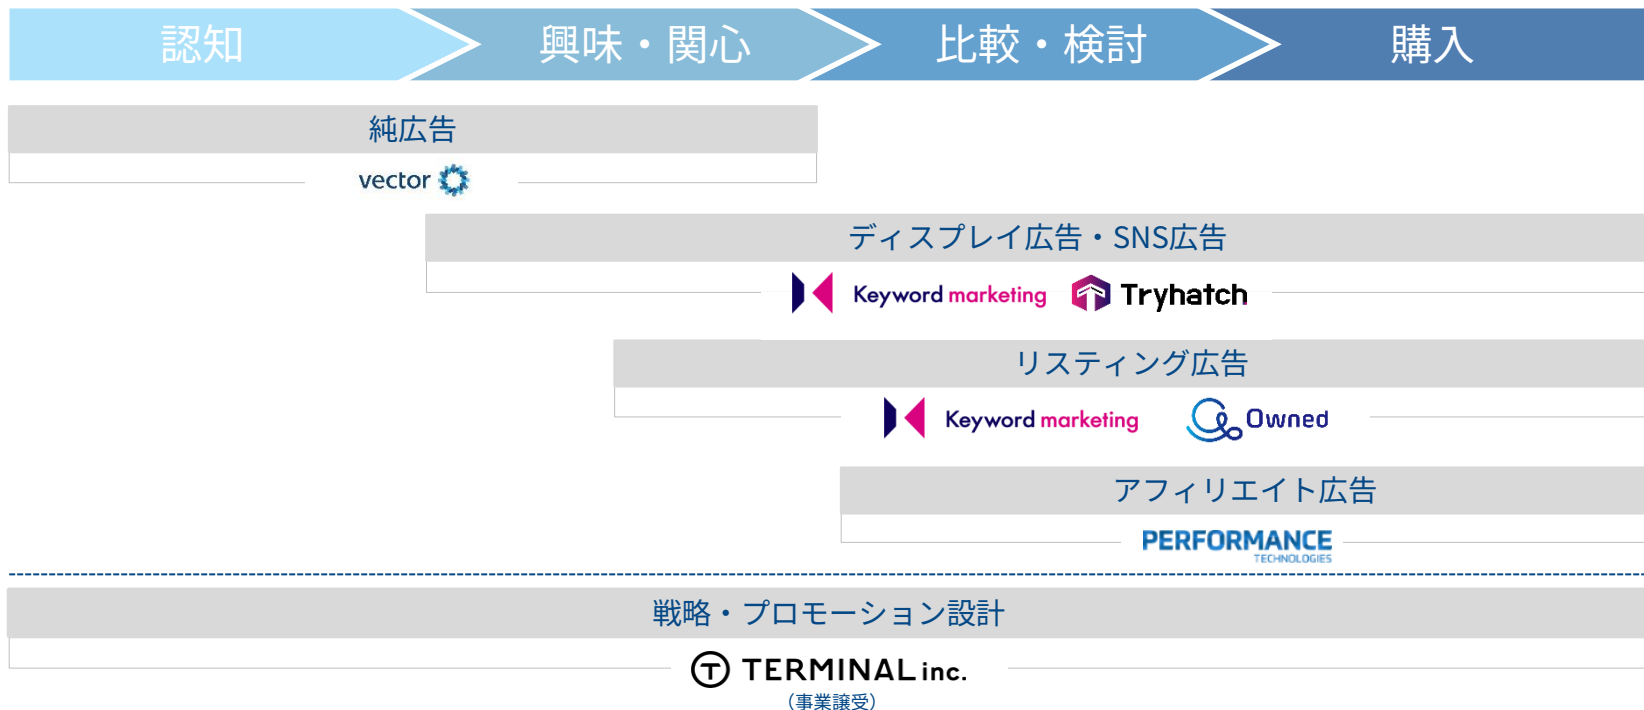 認知
興味・関心
比較・検討
購入
純広告
vector
ディスプレイ広告・SNS広告
Keyword marketing
Tryhatch
リスティング広告
Keyword marketing
Owned
アフィリエイト広告
PERFORMANCE
TECHNOLOGIES
戦略・プロモーション設計
TERMINAL inc.
（事業譲受）